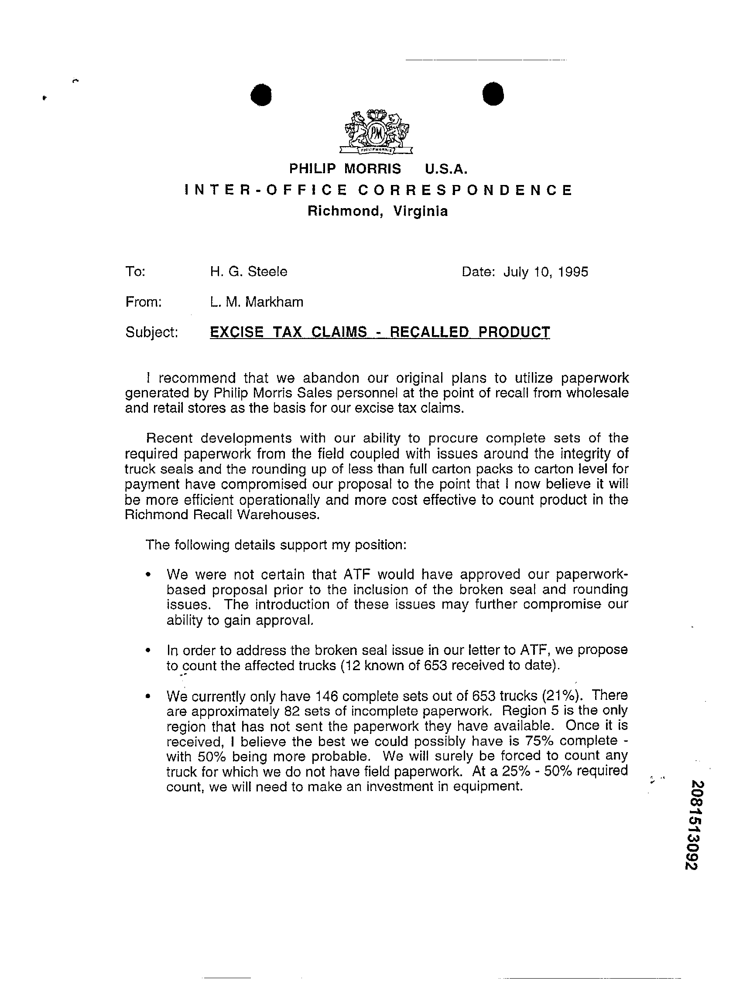 PM
PHILIP MORRIS U.S.A.
INTER-OFFICE CORRESPONDENCE
Richmond, Virginia
To: H. G. Steele Date: July 10, 1995
From: L. M. Markham
Subject: EXCISE TAX CLAIMS - RECALLED PRODUCT
I recommend that we abandon our original plans to utilize paperwork
generated by Philip Morris Sales personnel at the point of recall from wholesale
and retail stores as the basis for our excise tax claims.
Recent developments with our ability to procure complete sets of the
required paperwork from the field coupled with issues around the integrity of
truck seals and the rounding up of less than full carton packs to carton level for
payment have compromised our proposal to the point that I now believe it will
be more efficient operationally and more cost effective to count product in the
Richmond Recall Warehouses.
The following details support my position:
• We were not certain that ATF would have approved our paperwork-
based proposal prior to the inclusion of the broken seal and rounding
issues. The introduction of these issues may further compromise our
ability to gain approval.
• In order to address the broken seal issue in our letter to ATF, we propose
to count the affected trucks (12 known of 653 received to date).
• We currently only have 146 complete sets out of 653 trucks (21%). There
are approximately 82 sets of incomplete paperwork. Region 5 is the only
region that has not sent the paperwork they have available. Once it is
received, I believe the best we could possibly have is 75% complete -
with 50% being more probable. We will surely be forced to count any
truck for which we do not have field paperwork. At a 25% - 50% required
count, we will need to make an investment in equipment.
2081513092